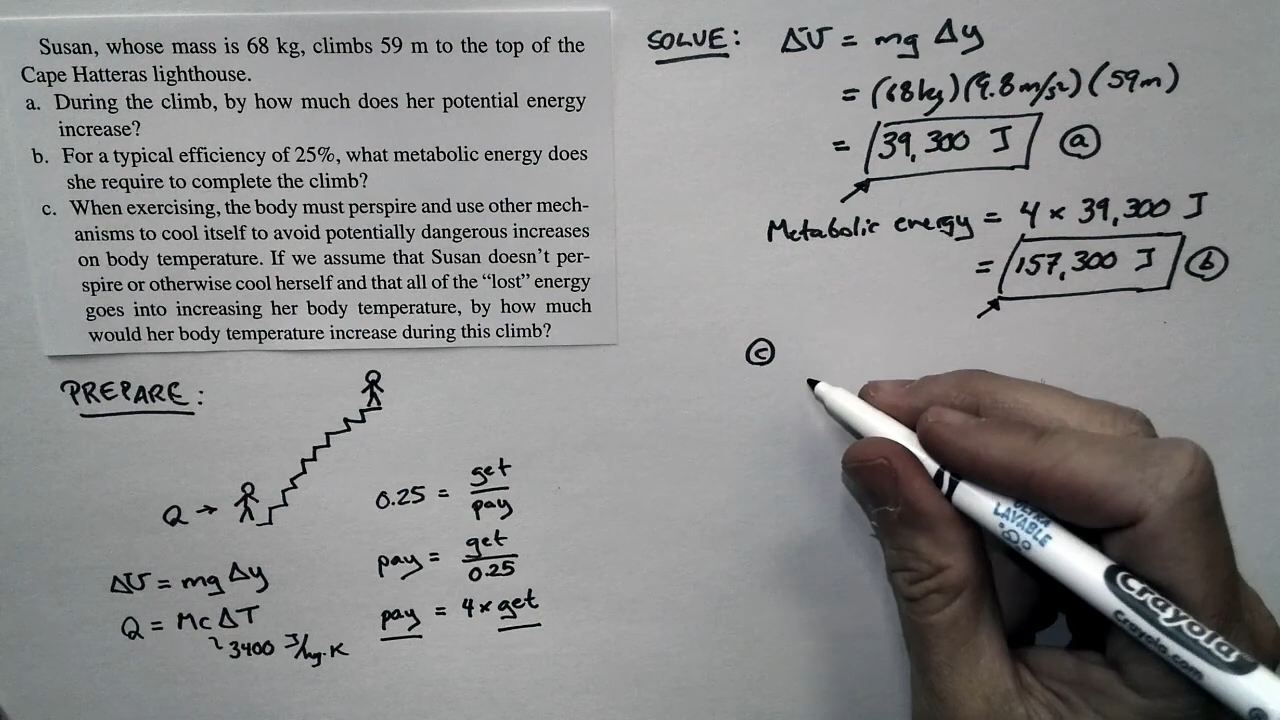 Susan, whose mass is 68 kg, climbs 59 m to the top of the
Cape Hatteras lighthouse.
a. During the climb, by how much does her potential energy
increase?
b. For a typical efficiency of 25%, what metabolic energy does
she require to complete the climb?
c. When exercising, the body must perspire and use other mech-
anisms to cool itself to avoid potentially dangerous increases
on body temperature. If we assume that Susan doesn't per-
spire or otherwise cool herself and that all of the “lost” energy
goes into increasing her body temperature, by how much
would her body temperature increase during this climb?
PREPARE:
Q →
ΔU = mg Δy
Q = McΔT
~3400 J/kg·K
0.25 = get/pay
pay = get/0.25
pay = 4 x get
SOLVE: ΔU = mg Δy
= (68kg)(9.8m/s²)(59m)
= 39,300 J (a)
Metabolic energy = 4 x 39,300 J
= 157,300 J (b)
(c)
ULTRA
LAVABLE
Crayola
Crayola.com